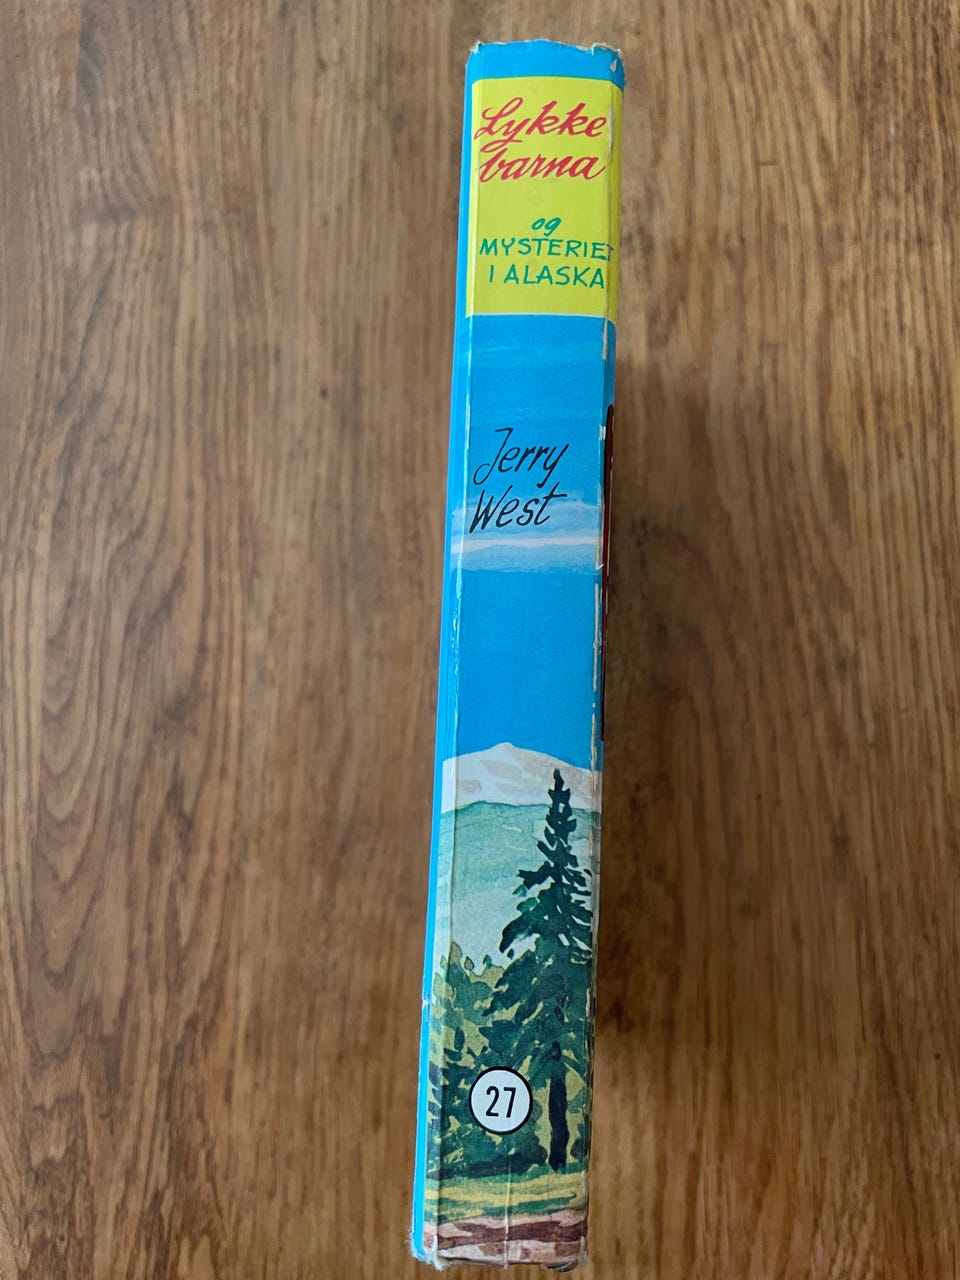 Lykke
barna
og
MYSTERIET
I ALASKA
Jerry
West
27